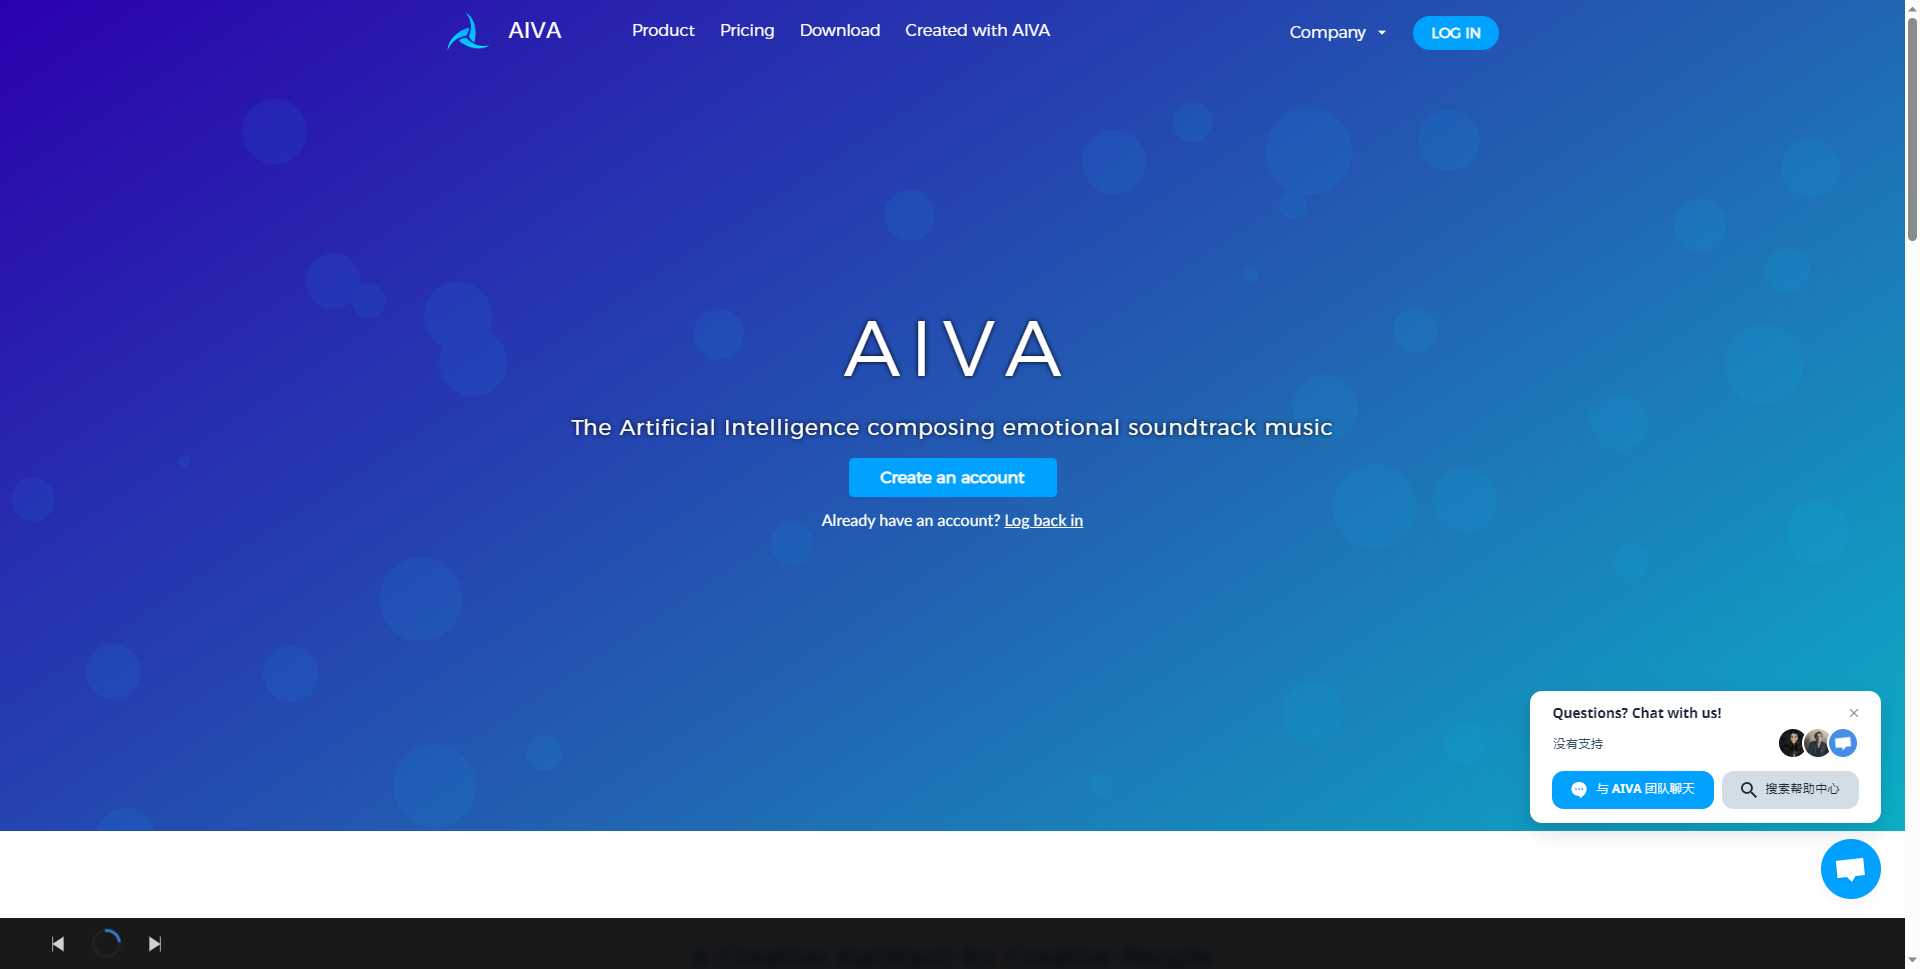 AIVA
Product Pricing Download Created with AIVA Company LOG IN
AIVA
The Artificial Intelligence composing emotional soundtrack music
Create an account
Already have an account? Log back in
Questions? Chat with us!
没有支持
与 AIVA 团队聊天
搜索帮助中心